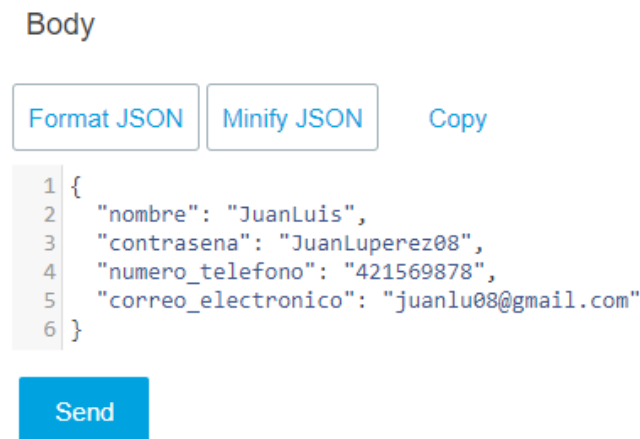 Body
Format JSON Minify JSON Copy
1 {
2 "nombre": "JuanLuis",
3 "contrasena": "JuanLuperez08",
4 "numero_telefono": "421569878",
5 "correo_electronico": "juanlu08@gmail.com"
6 }
Send